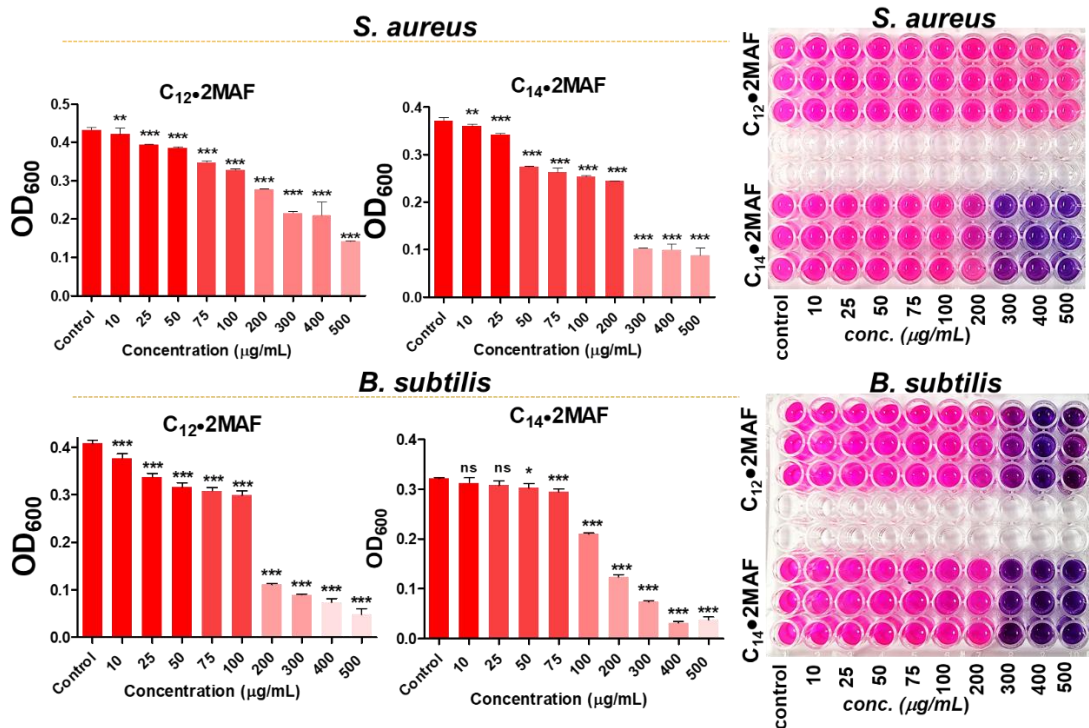 S. aureus
C₁₂•2MAF
OD₆₀₀
0.5
0.4
0.3
0.2
0.1
0.0
** *** *** *** *** *** *** *** ***
Control 10 25 50 75 100 200 300 400 500
Concentration (μg/mL)
C₁₄•2MAF
OD₆₀₀
0.4
0.3
0.2
0.1
0.0
** *** *** *** *** *** *** *** ***
Control 10 25 50 75 100 200 300 400 500
Concentration (μg/mL)
S. aureus
C₁₂•2MAF
C₁₄•2MAF
control 10 25 50 75 100 200 300 400 500
conc. (μg/mL)
B. subtilis
C₁₂•2MAF
OD₆₀₀
0.4
0.3
0.2
0.1
0.0
*** *** *** *** *** *** *** *** ***
Control 10 25 50 75 100 200 300 400 500
Concentration (μg/mL)
C₁₄•2MAF
OD₆₀₀
0.4
0.3
0.2
0.1
0.0
ns ns * *** *** *** *** *** ***
Control 10 25 50 75 100 200 300 400 500
Concentration (μg/mL)
B. subtilis
C₁₂•2MAF
C₁₄•2MAF
control 10 25 50 75 100 200 300 400 500
conc. (μg/mL)